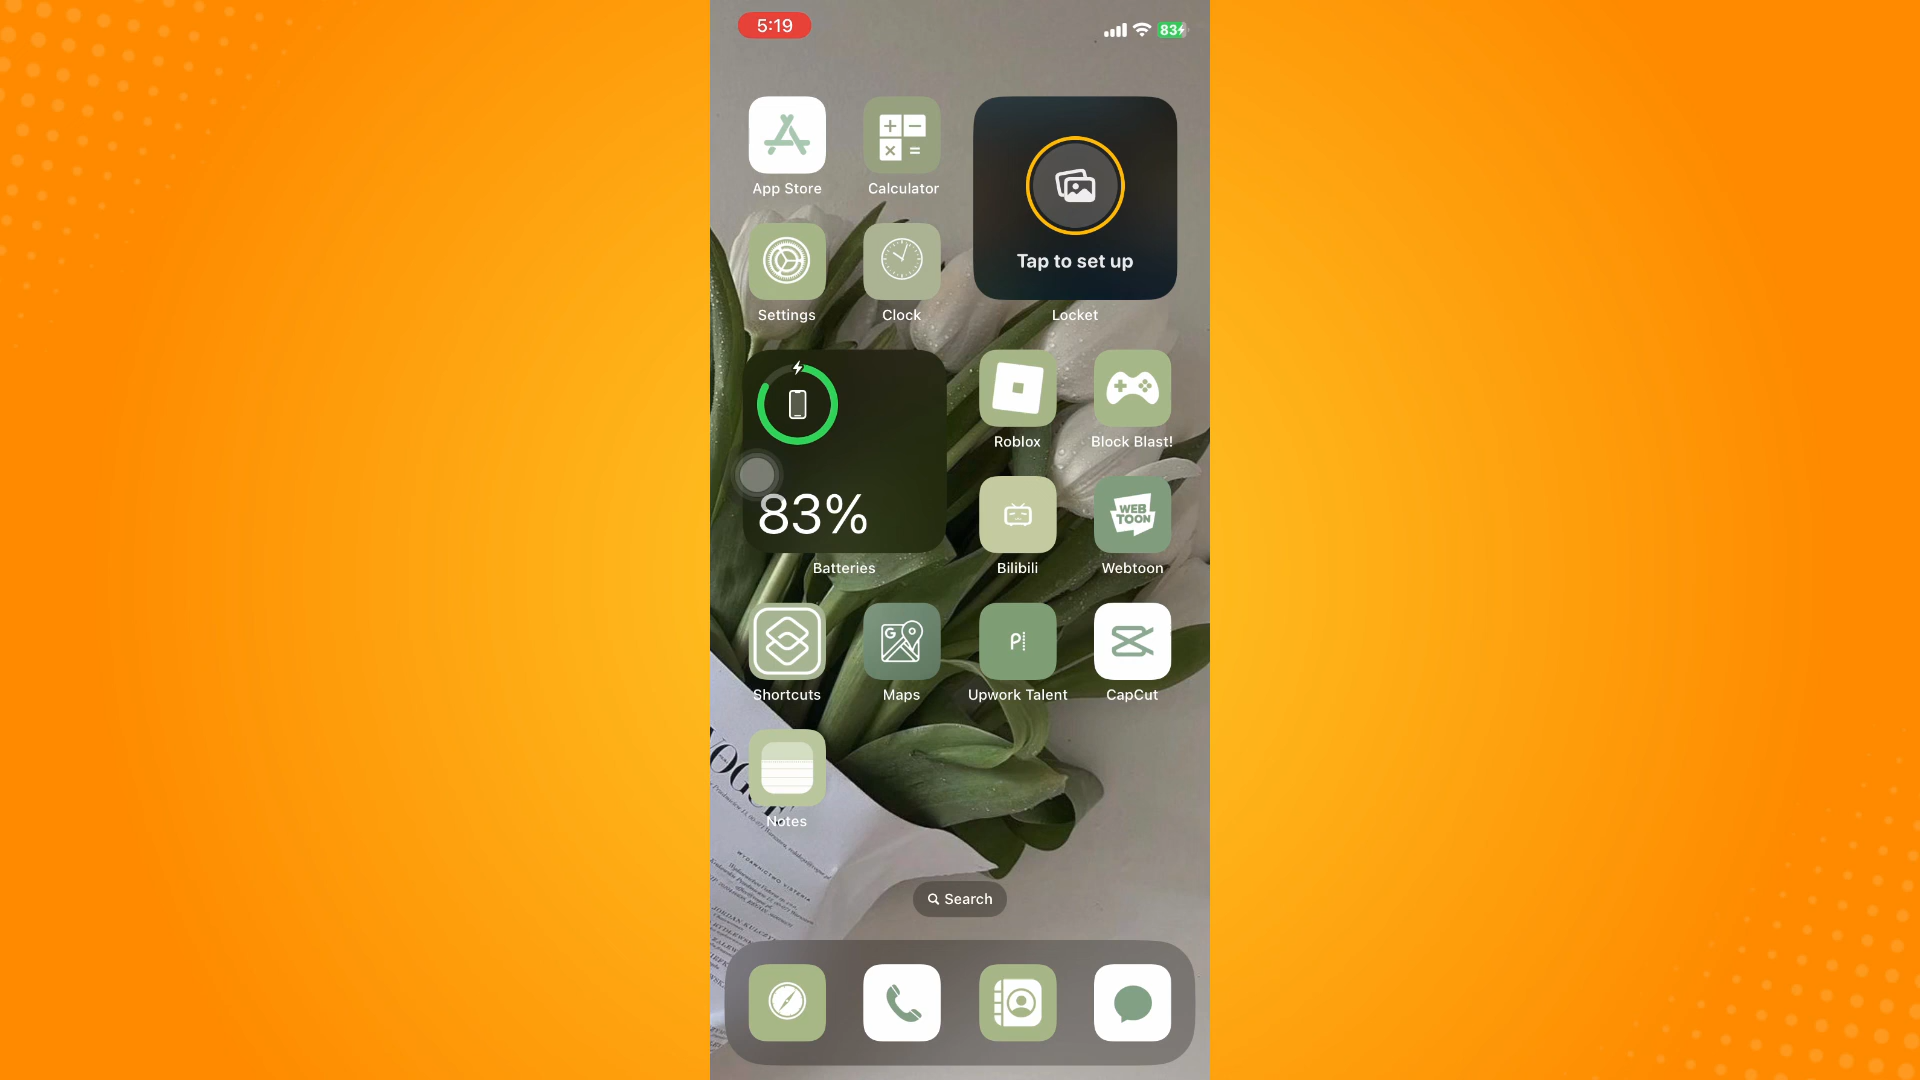 5:19
83
App Store
Calculator
Tap to set up
Settings
Clock
Locket
83%
Roblox
Block Blast!
WEB
TOON
Batteries
Bilibili
Webtoon
G
Pi
Shortcuts
Maps
Upwork Talent
CapCut
Notes
Search